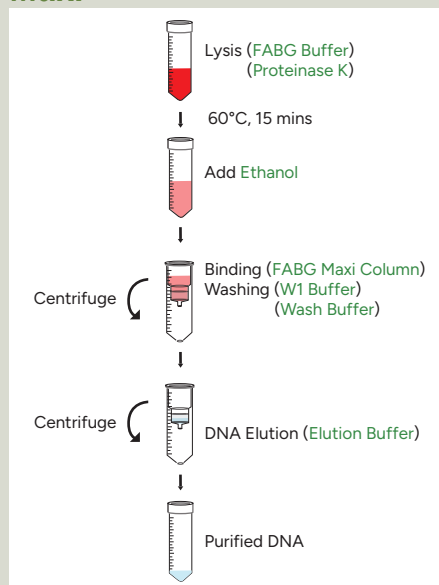 Lysis (FABG Buffer)
(Proteinase K)
60°C, 15 mins
Add Ethanol
Binding (FABG Maxi Column)
Washing (W1 Buffer)
(Wash Buffer)
Centrifuge
Centrifuge
DNA Elution (Elution Buffer)
Purified DNA